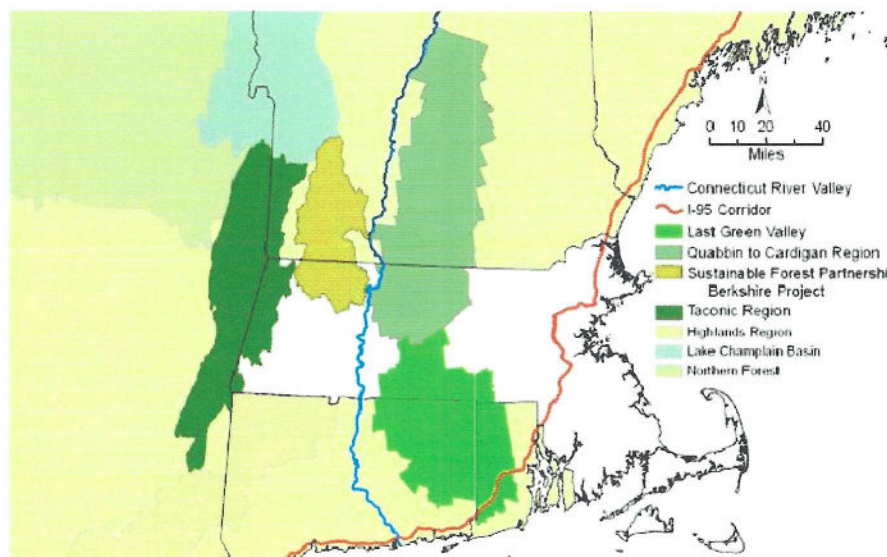 0 20 40
Miles
Connecticut River Valley
I-95 Corridor
Last Green Valley
Quabbin to Cardigan Region
Sustainable Forest Partnershi
Berkshire Project
Taconic Region
Highlands Region
Lake Champlain Basin
Northern Forest